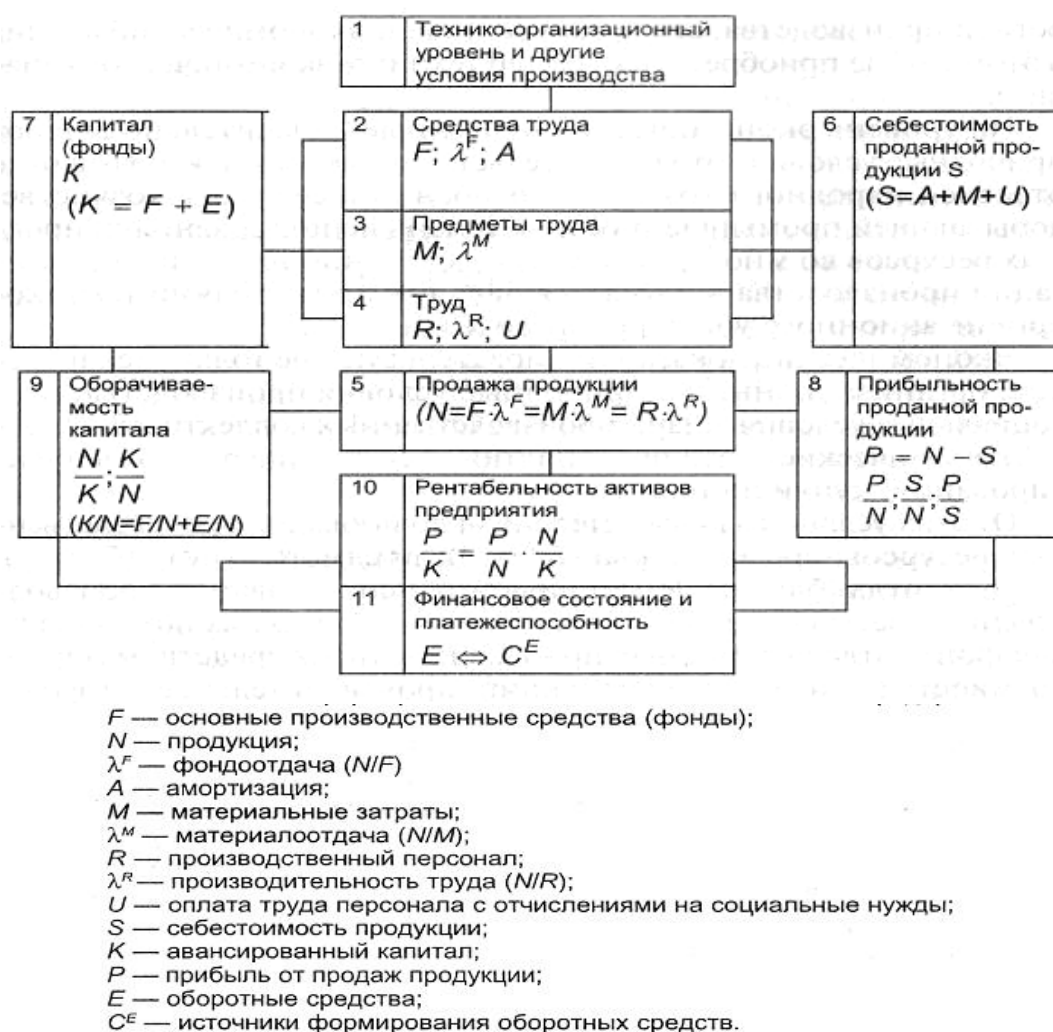 1
Технико-организационный
уровень и другие
условия производства
7
Капитал
(фонды)
K
(K = F + E)
2
Средства труда
F; λ^F; A
3
Предметы труда
M; λ^M
4
Труд
R; λ^R; U
6
Себестоимость
проданной про-
дукции S
(S=A+M+U)
9
Оборачивае-
мость
капитала
N/K; K/N
(K/N=F/N+E/N)
5
Продажа продукции
(N=F·λ^F=M·λ^M= R·λ^R)
8
Прибыльность
проданной про-
дукции
P = N – S
P/N; S/N; P/S
10
Рентабельность активов
предприятия
P/K = P/N · N/K
11
Финансовое состояние и
платежеспособность
E ⇔ C^E
F — основные производственные средства (фонды);
N — продукция;
λ^F — фондоотдача (N/F)
A — амортизация;
M — материальные затраты;
λ^M — материалоотдача (N/M);
R — производственный персонал;
λ^R — производительность труда (N/R);
U — оплата труда персонала с отчислениями на социальные нужды;
S — себестоимость продукции;
K — авансированный капитал;
P — прибыль от продаж продукции;
E — оборотные средства;
C^E — источники формирования оборотных средств.